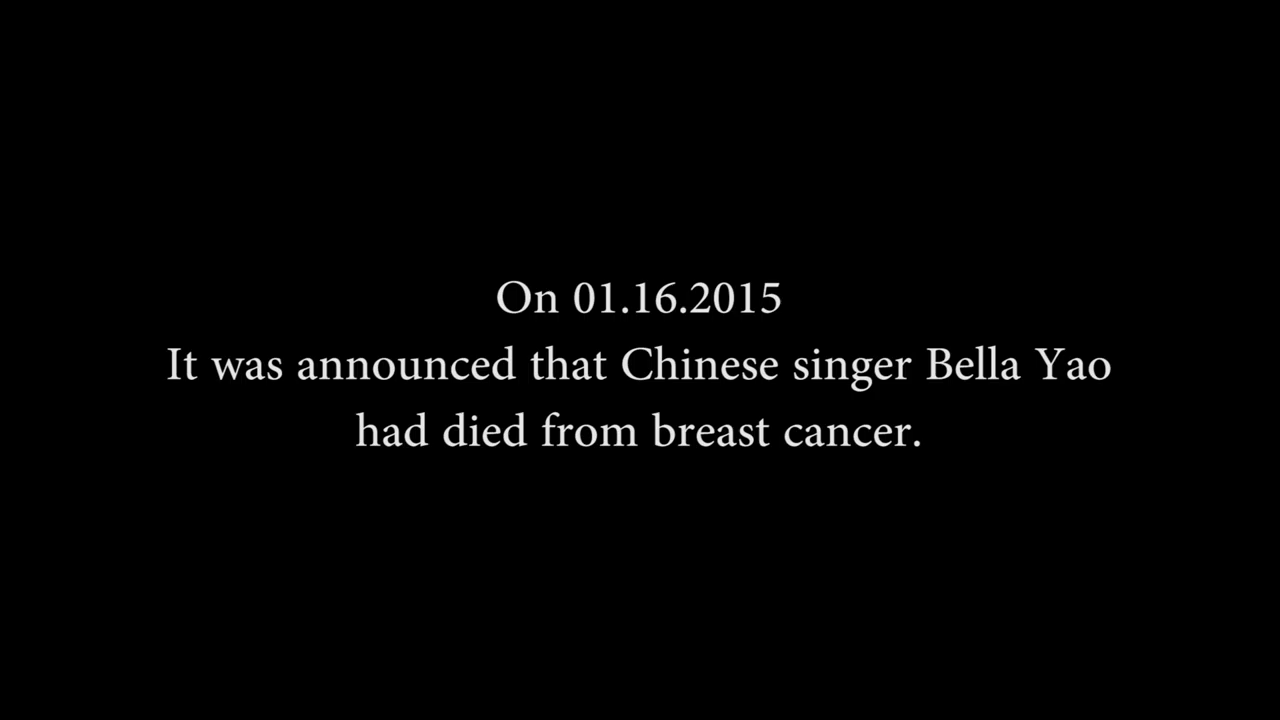 On 01.16.2015
It was announced that Chinese singer Bella Yao
had died from breast cancer.